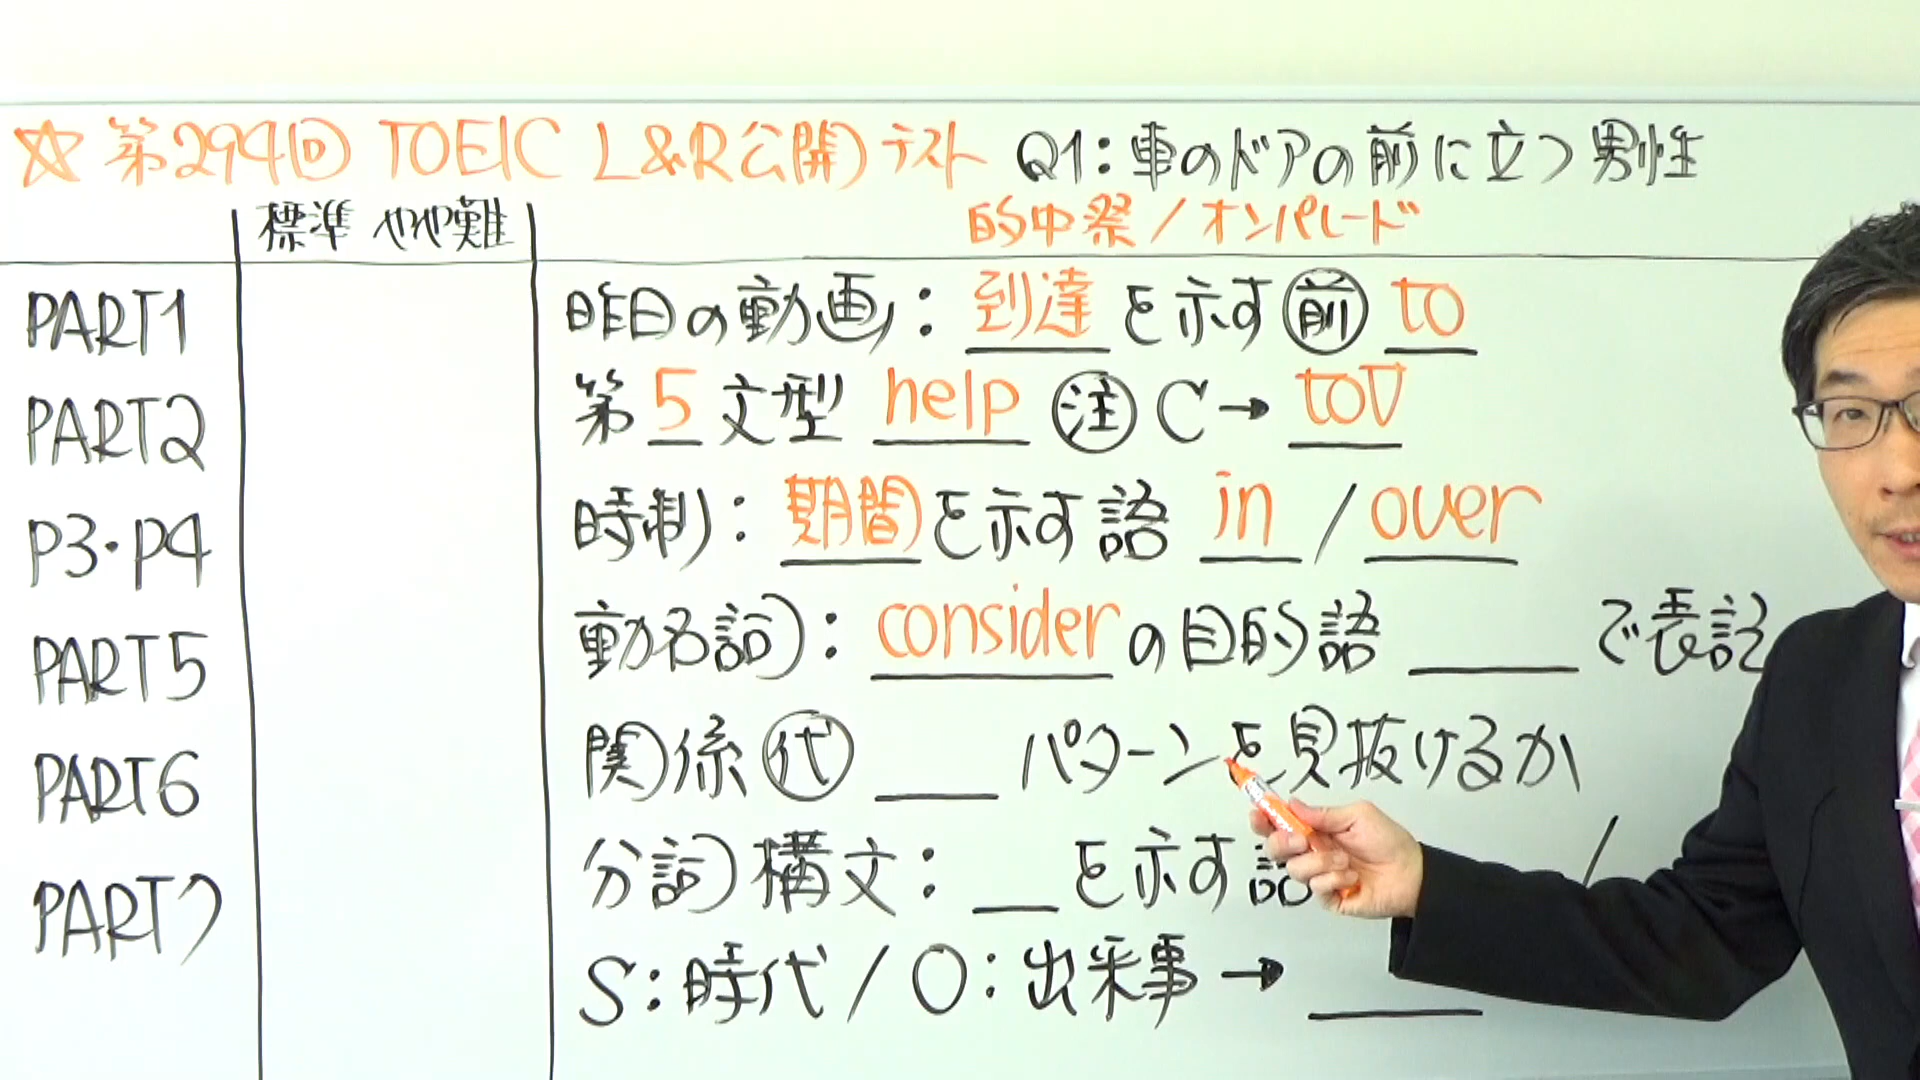 ☆ 第294回 TOEIC L&R公開テスト Q1:車のドアの前に立つ男性
標準 やや難 的中祭/オンパレード
PART1 昨日の動画: 到達を示す前 to
PART2 第5文型 help 注 C→ toV
P3・P4 時制: 期間を示す語 in / over
PART5 動名詞: considerの目的語 ____ で表記
PART6 関係代 ____ パターンを見抜けるか
PART7 分詞構文: __ を示す語 /
S:時代 / O:出来事→ ____